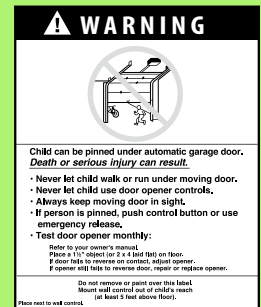 WARNING
Child can be pinned under automatic garage door.
Death or serious injury can result.
· Never let child walk or run under moving door.
· Never let child use door opener controls.
· Always keep moving door in sight.
· If person is pinned, push control button or use
emergency release.
· Test door opener monthly:
Refer to your owner's manual.
Place a 1½" object (or 2 x 4 laid flat) on floor.
If door fails to reverse on contact, adjust opener.
If opener still fails to reverse door, repair or replace opener.
Do not remove or paint over this label.
Mount wall control out of child's reach
(at least 5 feet above floor).
Place next to wall control.